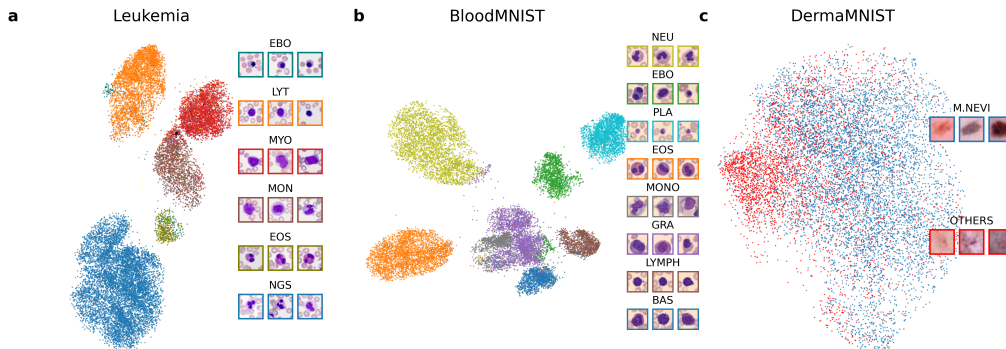 a
Leukemia
EBO
LYT
MYO
MON
EOS
NGS
b
BloodMNIST
NEU
EBO
PLA
EOS
MONO
GRA
LYMPH
BAS
c
DermaMNIST
M.NEVI
OTHERS